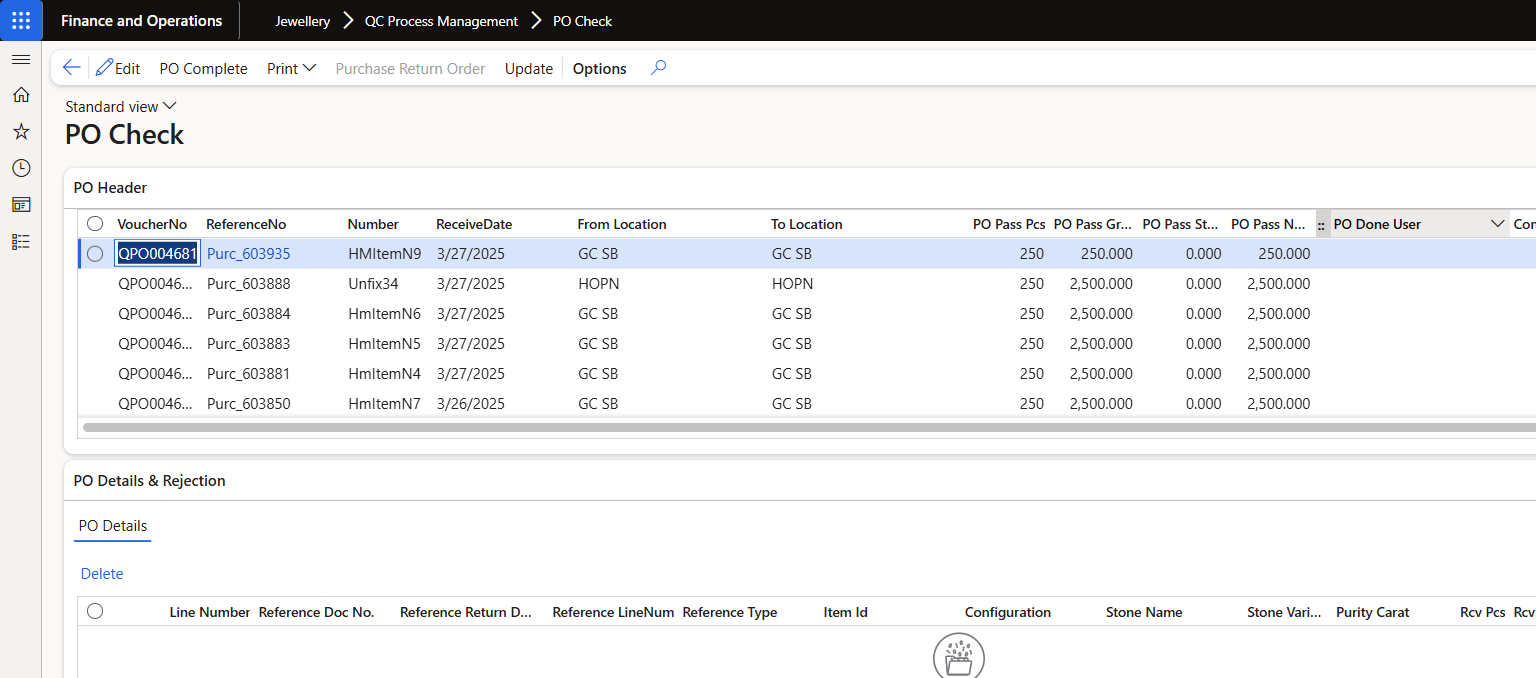 Finance and Operations Jewellery QC Process Management PO Check
Edit PO Complete Print Purchase Return Order Update Options
Standard view
PO Check
PO Header
VoucherNo ReferenceNo Number ReceiveDate From Location To Location PO Pass Pcs PO Pass Gr... PO Pass St... PO Pass N... PO Done User Con
QPO004681 Purc_603935 HMItemN9 3/27/2025 GC SB GC SB 250 250.000 0.000 250.000
QPO0046... Purc_603888 Unfix34 3/27/2025 HOPN HOPN 250 2,500.000 0.000 2,500.000
QPO0046... Purc_603884 HmItemN6 3/27/2025 GC SB GC SB 250 2,500.000 0.000 2,500.000
QPO0046... Purc_603883 HmItemN5 3/27/2025 GC SB GC SB 250 2,500.000 0.000 2,500.000
QPO0046... Purc_603881 HmItemN4 3/27/2025 GC SB GC SB 250 2,500.000 0.000 2,500.000
QPO0046... Purc_603850 HmItemN7 3/26/2025 GC SB GC SB 250 2,500.000 0.000 2,500.000
PO Details & Rejection
PO Details
Delete
Line Number Reference Doc No. Reference Return D... Reference LineNum Reference Type Item Id Configuration Stone Name Stone Vari... Purity Carat Rcv Pcs Rcv